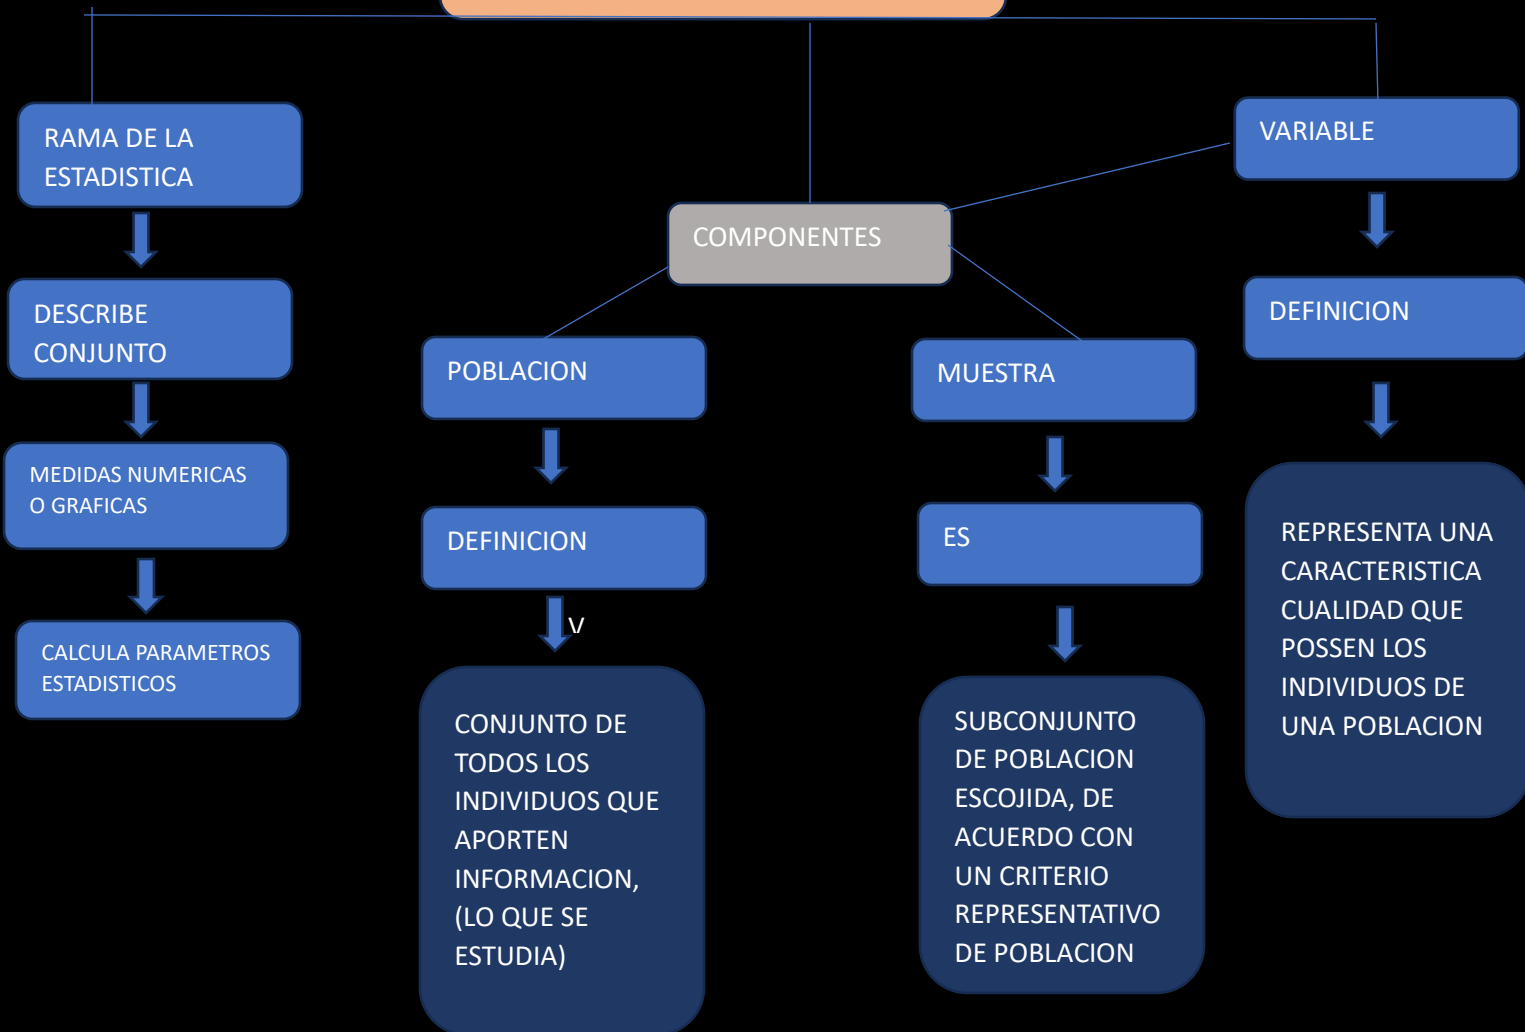 RAMA DE LA
ESTADISTICA
DESCRIBE
CONJUNTO
MEDIDAS NUMERICAS
O GRAFICAS
CALCULA PARAMETROS
ESTADISTICOS
COMPONENTES
POBLACION
DEFINICION
V
CONJUNTO DE
TODOS LOS
INDIVIDUOS QUE
APORTEN
INFORMACION,
(LO QUE SE
ESTUDIA)
MUESTRA
ES
SUBCONJUNTO
DE POBLACION
ESCOJIDA, DE
ACUERDO CON
UN CRITERIO
REPRESENTATIVO
DE POBLACION
VARIABLE
DEFINICION
REPRESENTA UNA
CARACTERISTICA
CUALIDAD QUE
POSSEN LOS
INDIVIDUOS DE
UNA POBLACION